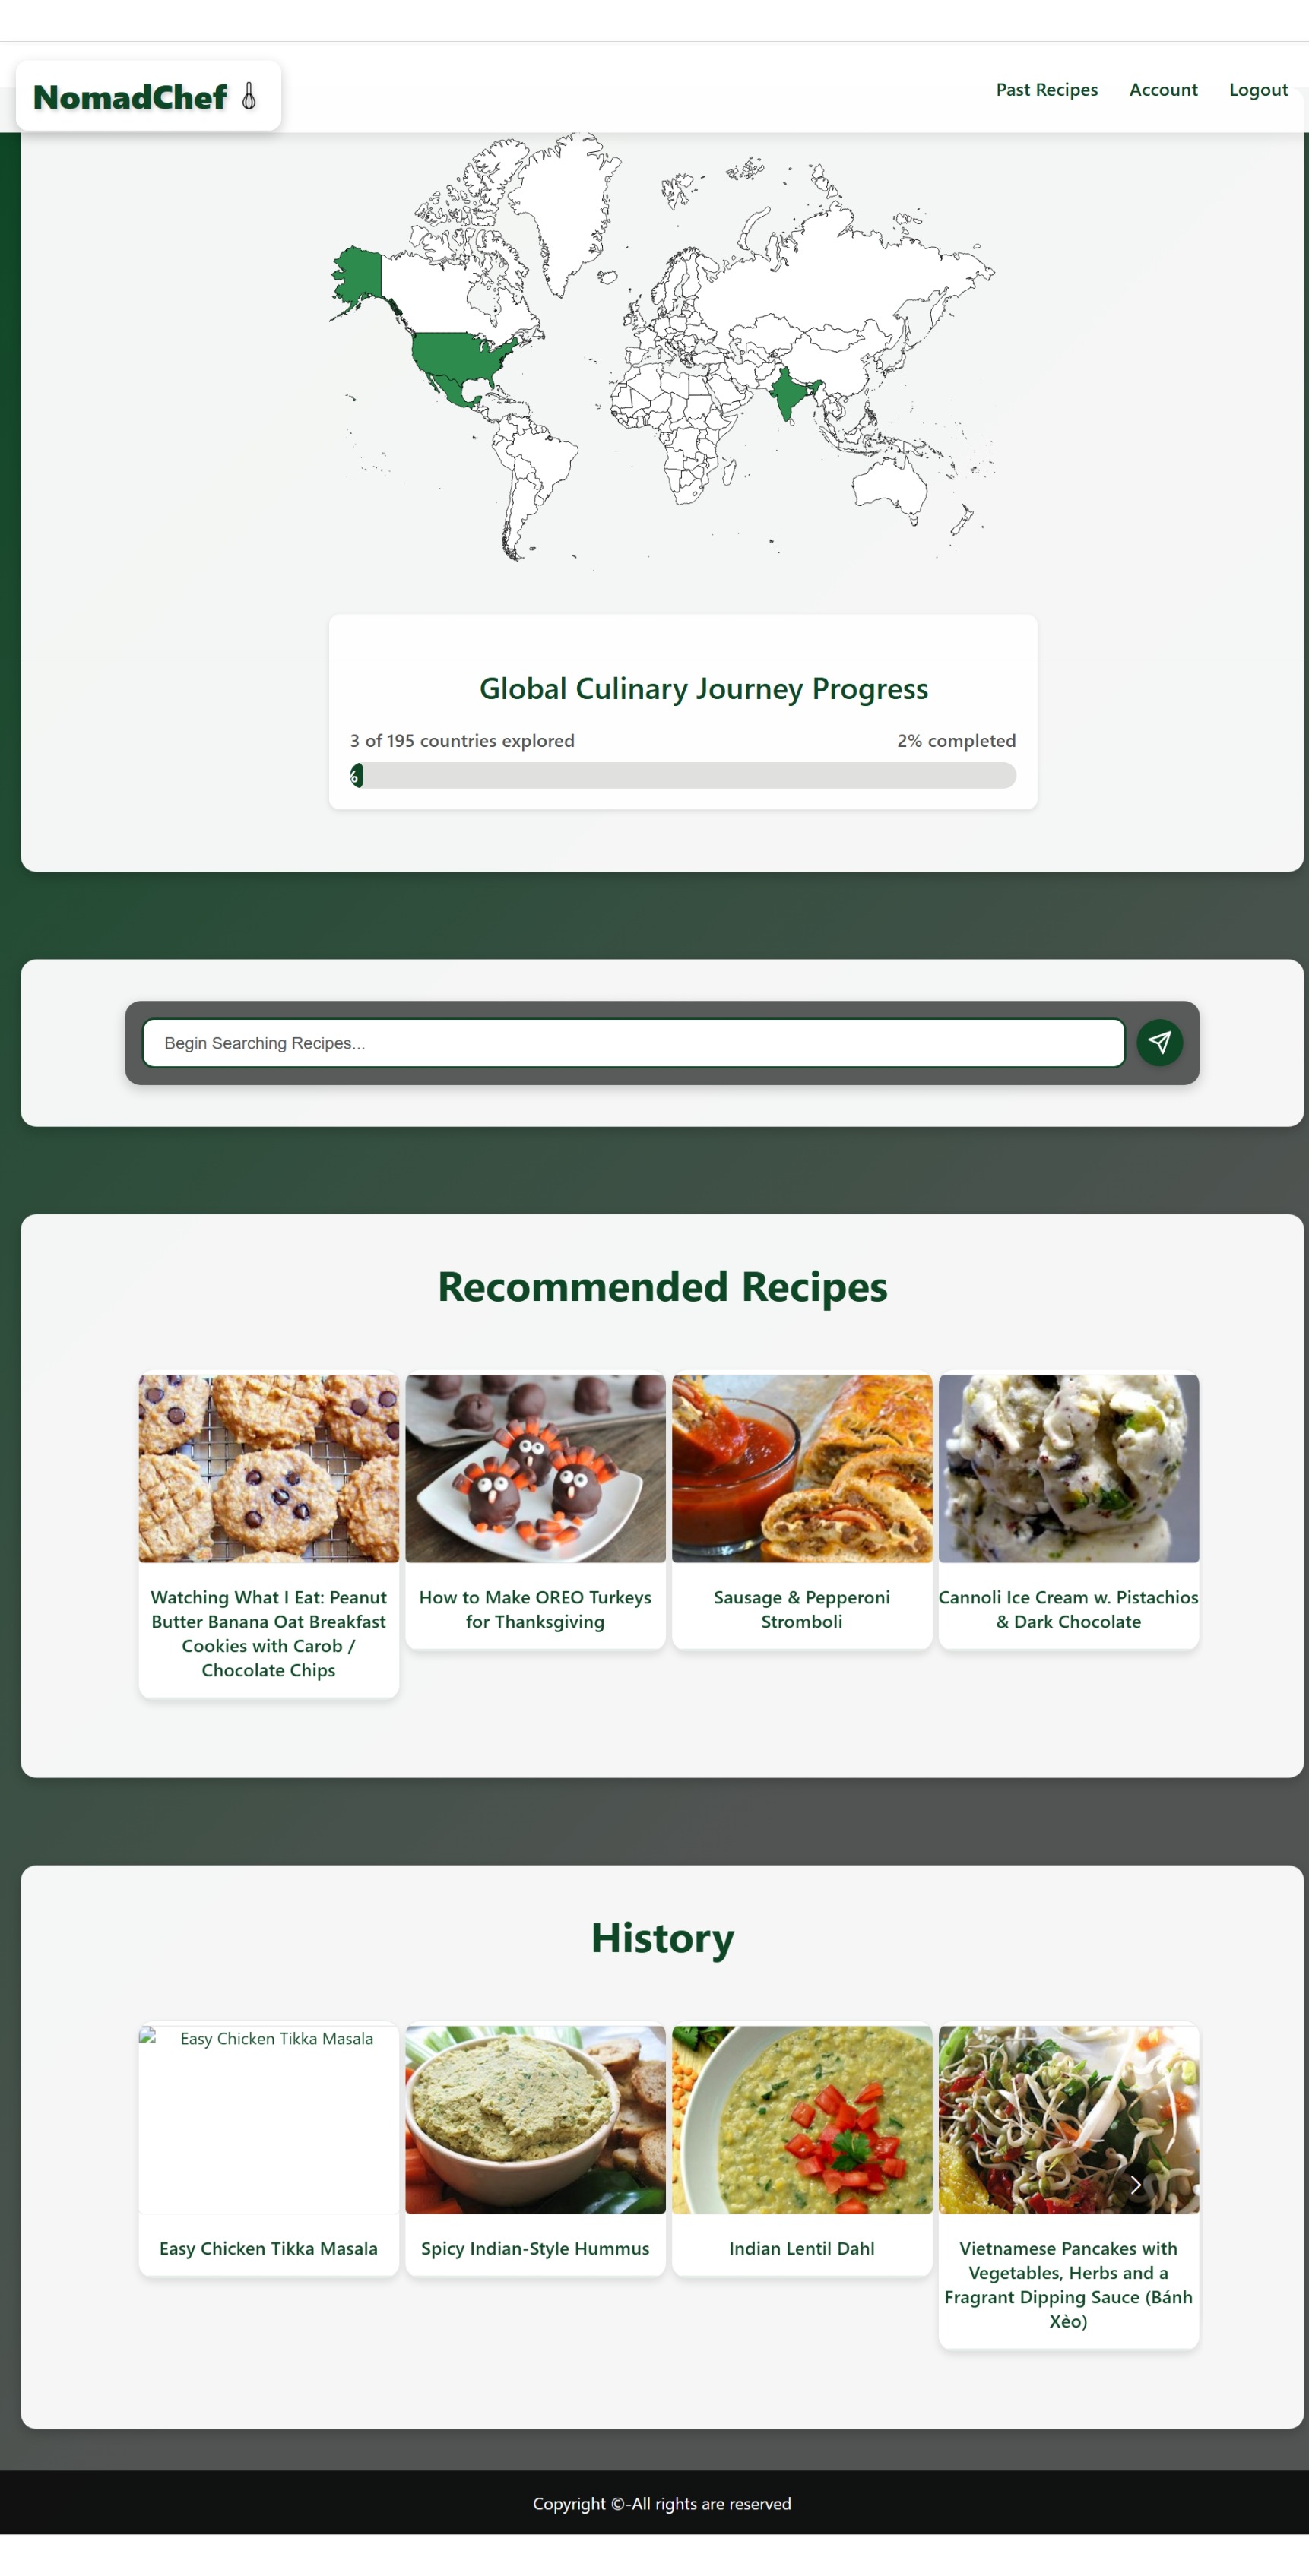 NomadChef
Past Recipes
Account
Logout
Global Culinary Journey Progress
3 of 195 countries explored
2% completed
%
Begin Searching Recipes...
Recommended Recipes
Watching What I Eat: Peanut
Butter Banana Oat Breakfast
Cookies with Carob /
Chocolate Chips
How to Make OREO Turkeys
for Thanksgiving
Sausage & Pepperoni
Stromboli
Cannoli Ice Cream w. Pistachios
& Dark Chocolate
History
Easy Chicken Tikka Masala
Easy Chicken Tikka Masala
Spicy Indian-Style Hummus
Indian Lentil Dahl
Vietnamese Pancakes with
Vegetables, Herbs and a
Fragrant Dipping Sauce (Bánh
Xèo)
Copyright ©-All rights are reserved